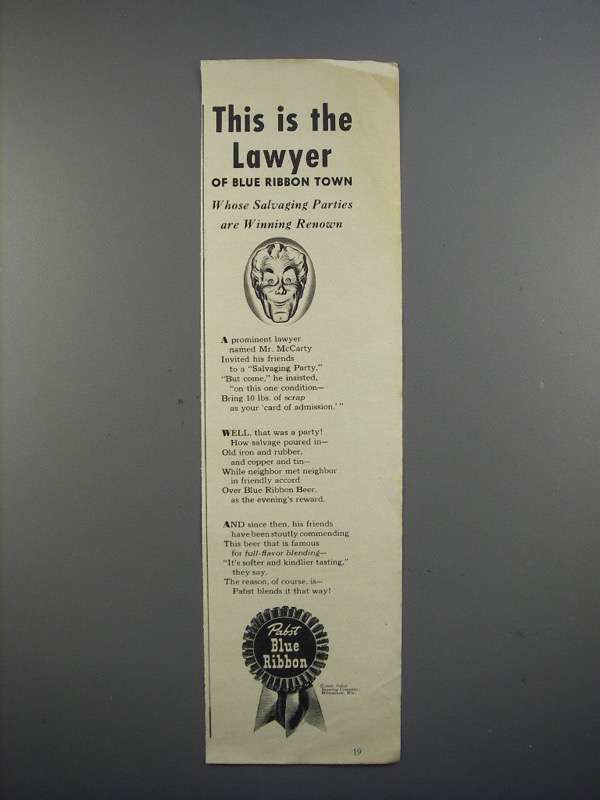 This is the
Lawyer
OF BLUE RIBBON TOWN
Whose Salvaging Parties
are Winning Renown
A prominent lawyer
named Mr. McCarty
Invited his friends
to a "Salvaging Party,"
"But come," he insisted,
"on this one condition—
Bring 10 lbs. of scrap
as your 'card of admission.'"
WELL, that was a party!
How salvage poured in—
Old iron and rubber,
and copper and tin—
While neighbor met neighbor
in friendly accord
Over Blue Ribbon Beer,
as the evening's reward.
AND since then, his friends
have been stoutly commending
This beer that is famous
for full-flavor blending—
"It's softer and kindlier tasting,"
they say,
The reason, of course, is—
Pabst blends it that way!
Pabst
Blue
Ribbon
Pabst
Brewing Company,
Milwaukee, Wis.
19